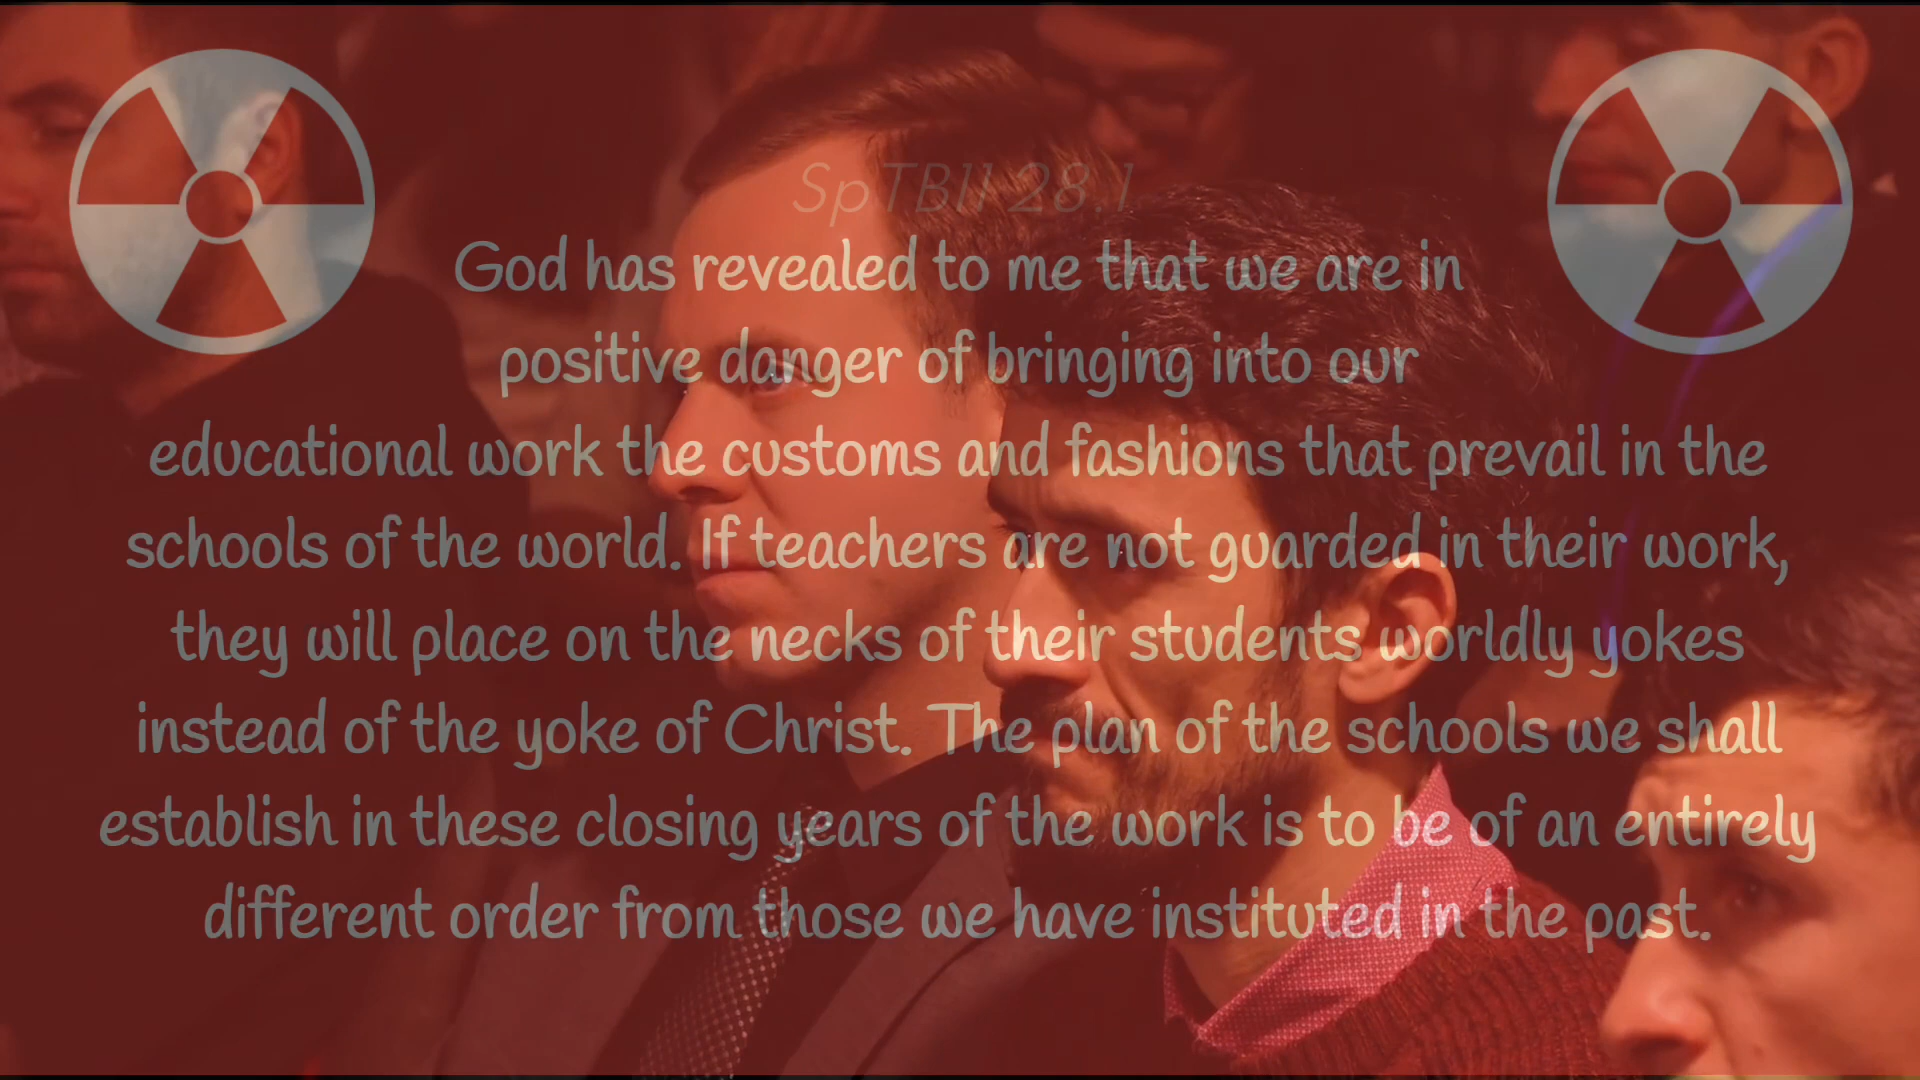 SpTB11 28.1
God has revealed to me that we are in
positive danger of bringing into our
educational work the customs and fashions that prevail in the
schools of the world. If teachers are not guarded in their work,
they will place on the necks of their students worldly yokes
instead of the yoke of Christ. The plan of the schools we shall
establish in these closing years of the work is to be of an entirely
different order from those we have instituted in the past.